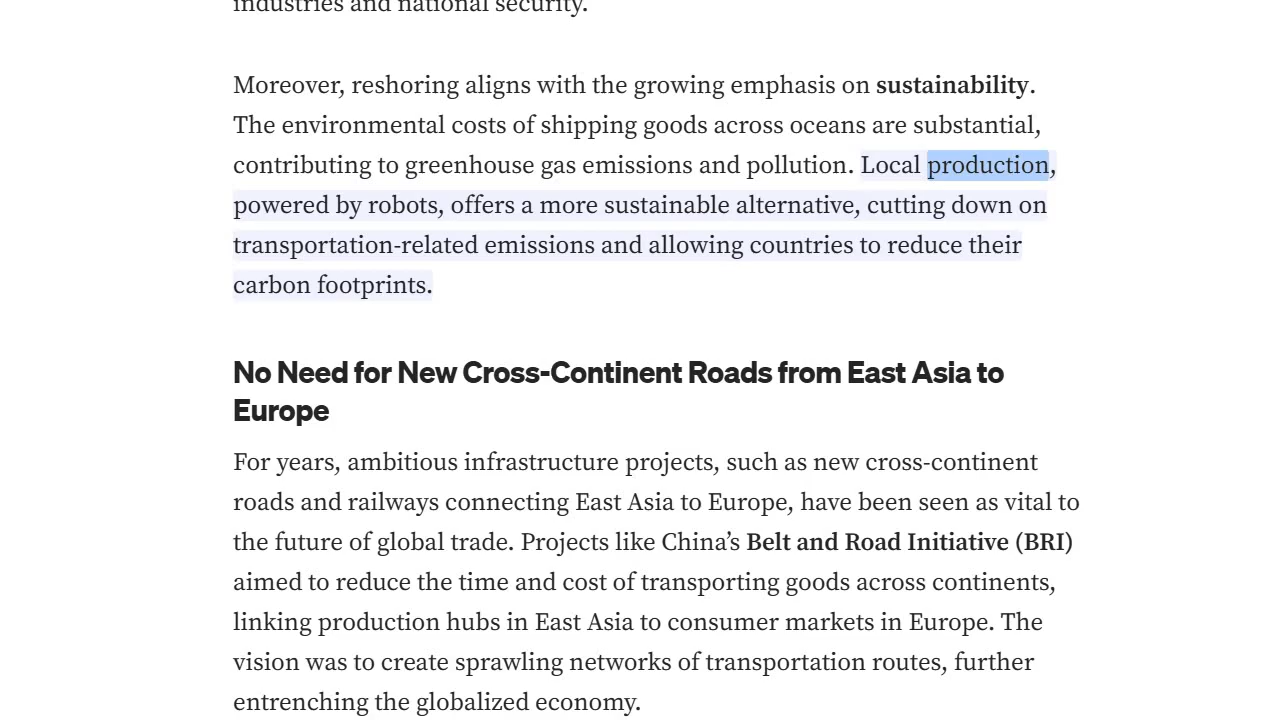 industries and national security.
Moreover, reshoring aligns with the growing emphasis on sustainability.
The environmental costs of shipping goods across oceans are substantial,
contributing to greenhouse gas emissions and pollution. Local production,
powered by robots, offers a more sustainable alternative, cutting down on
transportation-related emissions and allowing countries to reduce their
carbon footprints.
No Need for New Cross-Continent Roads from East Asia to
Europe
For years, ambitious infrastructure projects, such as new cross-continent
roads and railways connecting East Asia to Europe, have been seen as vital to
the future of global trade. Projects like China’s Belt and Road Initiative (BRI)
aimed to reduce the time and cost of transporting goods across continents,
linking production hubs in East Asia to consumer markets in Europe. The
vision was to create sprawling networks of transportation routes, further
entrenching the globalized economy.